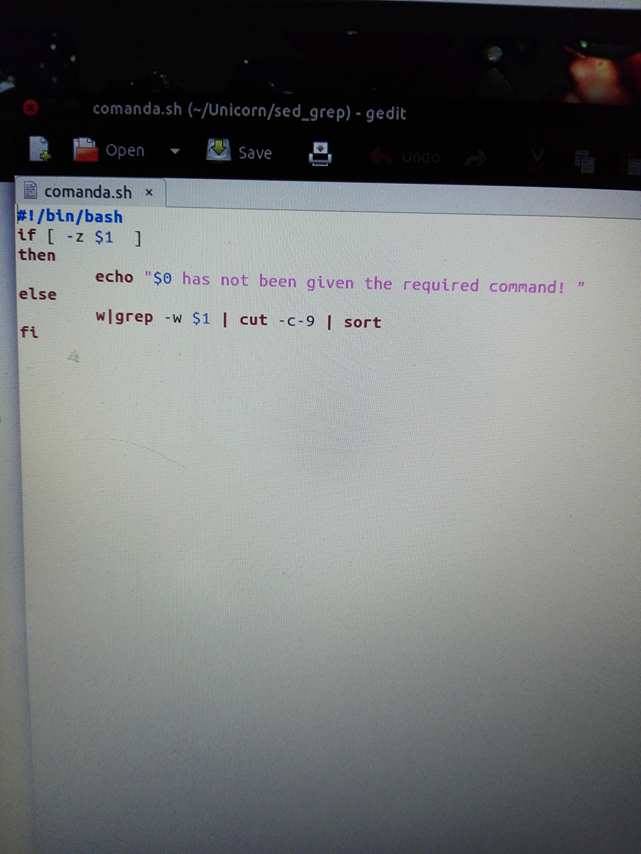 comanda.sh (~/Unicorn/sed_grep) - gedit
Open Save Undo
comanda.sh ×
#!/bin/bash
if [ -z $1  ]
then
        echo "$0 has not been given the required command! "
else
        w|grep -w $1 | cut -c-9 | sort
fi